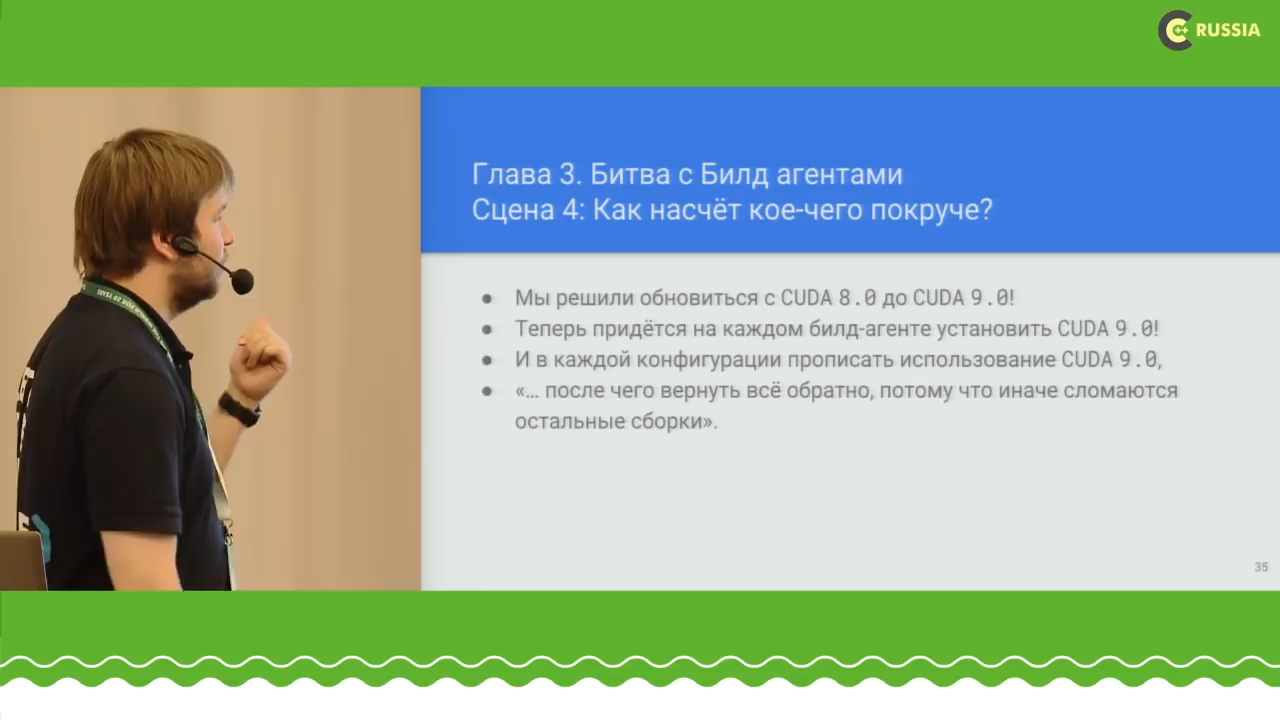 C++ RUSSIA
Глава 3. Битва с Билд агентами
Сцена 4: Как насчёт кое-чего покруче?
● Мы решили обновиться с CUDA 8.0 до CUDA 9.0!
● Теперь придётся на каждом билд-агенте установить CUDA 9.0!
● И в каждой конфигурации прописать использование CUDA 9.0,
● «… после чего вернуть всё обратно, потому что иначе сломаются
остальные сборки».
35